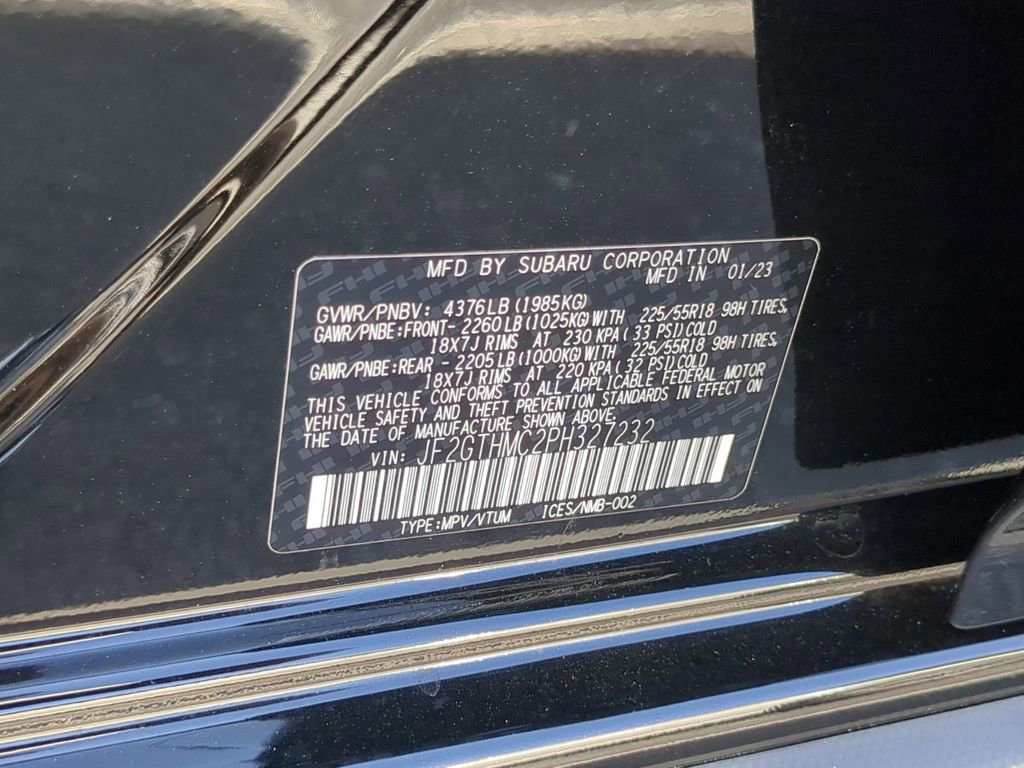 MFD BY SUBARU CORPORATION
MFD IN 01/23
GVWR/PNBV: 4376LB(1985KG)
GAWR/PNBE:FRONT-2260LB(1025KG)WITH 225/55R18 98H TIRES,
18X7J RIMS AT 230 KPA(33 PSI)COLD
GAWR/PNBE:REAR -2205LB(1000KG)WITH 225/55R18 98H TIRES,
18X7J RIMS AT 220 KPA(32 PSI)COLD
THIS VEHICLE CONFORMS TO ALL APPLICABLE FEDERAL MOTOR
VEHICLE SAFETY AND THEFT PREVENTION STANDARDS IN EFFECT ON
THE DATE OF MANUFACTURE SHOWN ABOVE.
VIN: JF2GTHMC2PH327232
TYPE:MPV/VTUM ICES/NMB-002